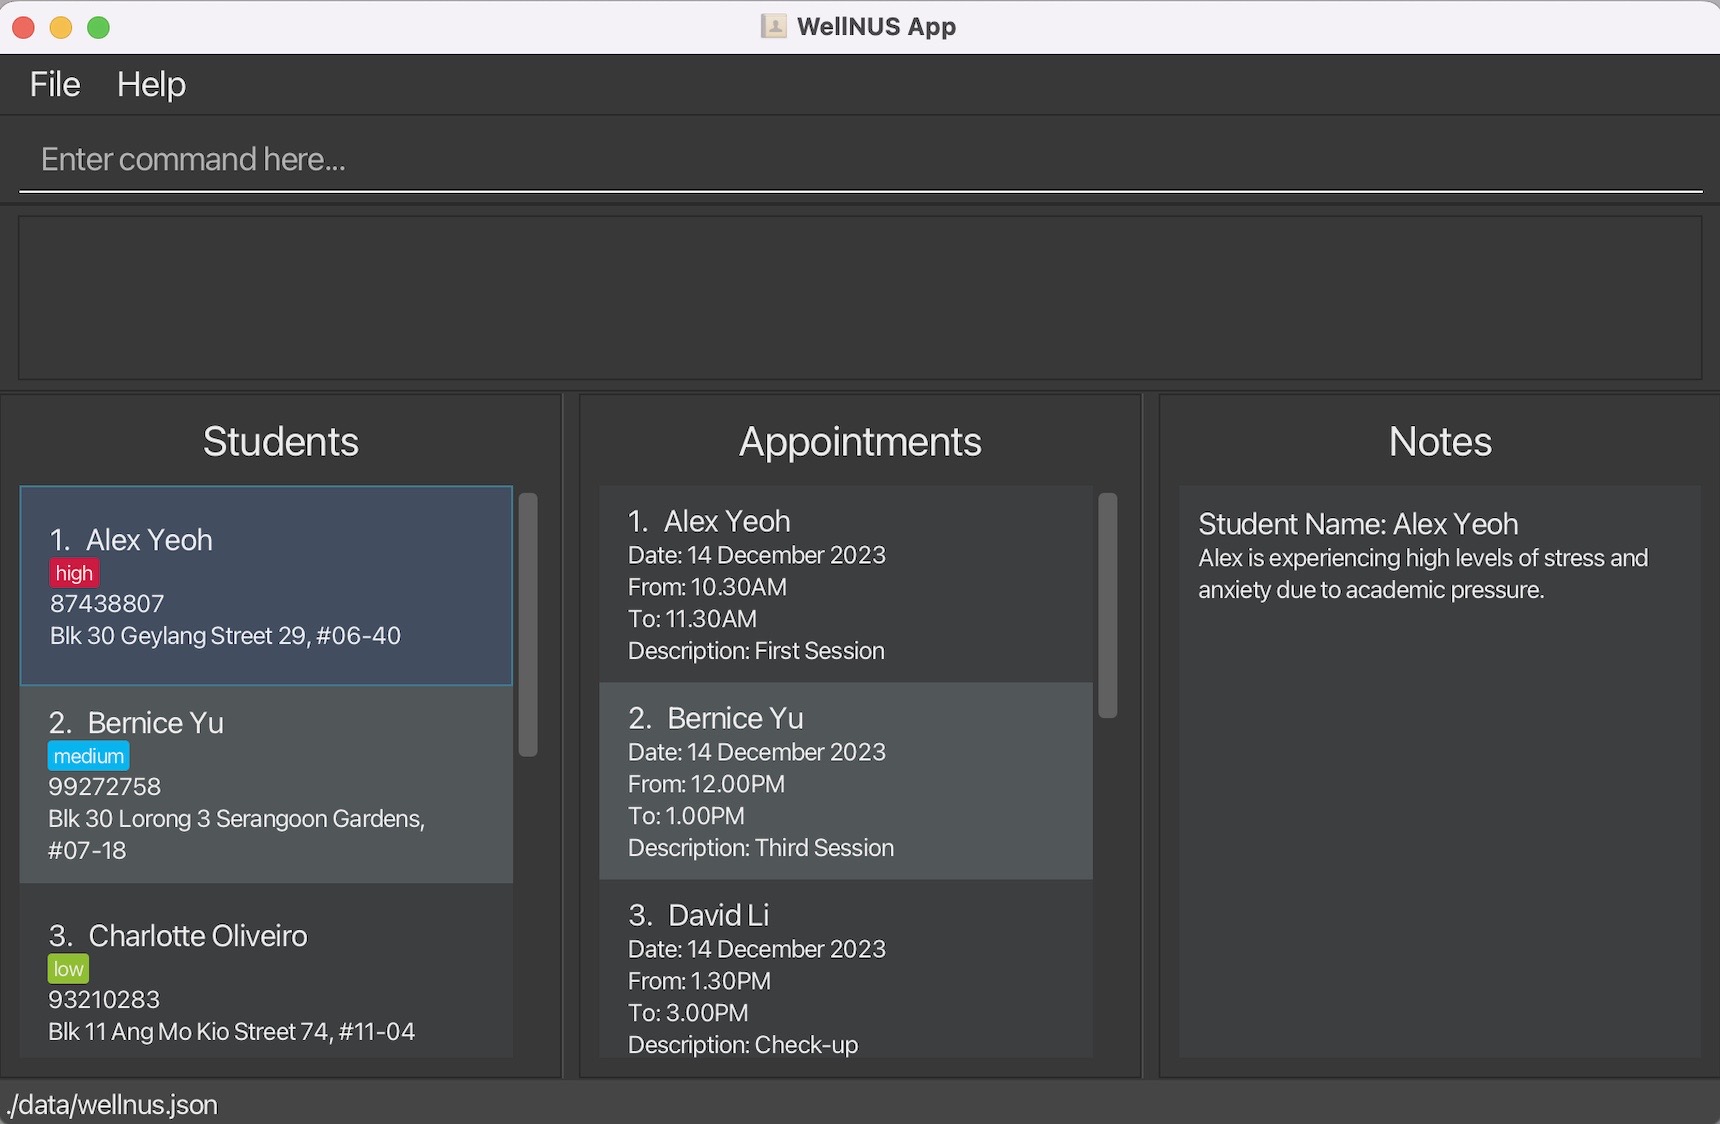 WellNUS App
File Help
Enter command here...
Students
1. Alex Yeoh
high
87438807
Blk 30 Geylang Street 29, #06-40
2. Bernice Yu
medium
99272758
Blk 30 Lorong 3 Serangoon Gardens,
#07-18
3. Charlotte Oliveiro
low
93210283
Blk 11 Ang Mo Kio Street 74, #11-04
Appointments
1. Alex Yeoh
Date: 14 December 2023
From: 10.30AM
To: 11.30AM
Description: First Session
2. Bernice Yu
Date: 14 December 2023
From: 12.00PM
To: 1.00PM
Description: Third Session
3. David Li
Date: 14 December 2023
From: 1.30PM
To: 3.00PM
Description: Check-up
Notes
Student Name: Alex Yeoh
Alex is experiencing high levels of stress and
anxiety due to academic pressure.
./data/wellnus.json